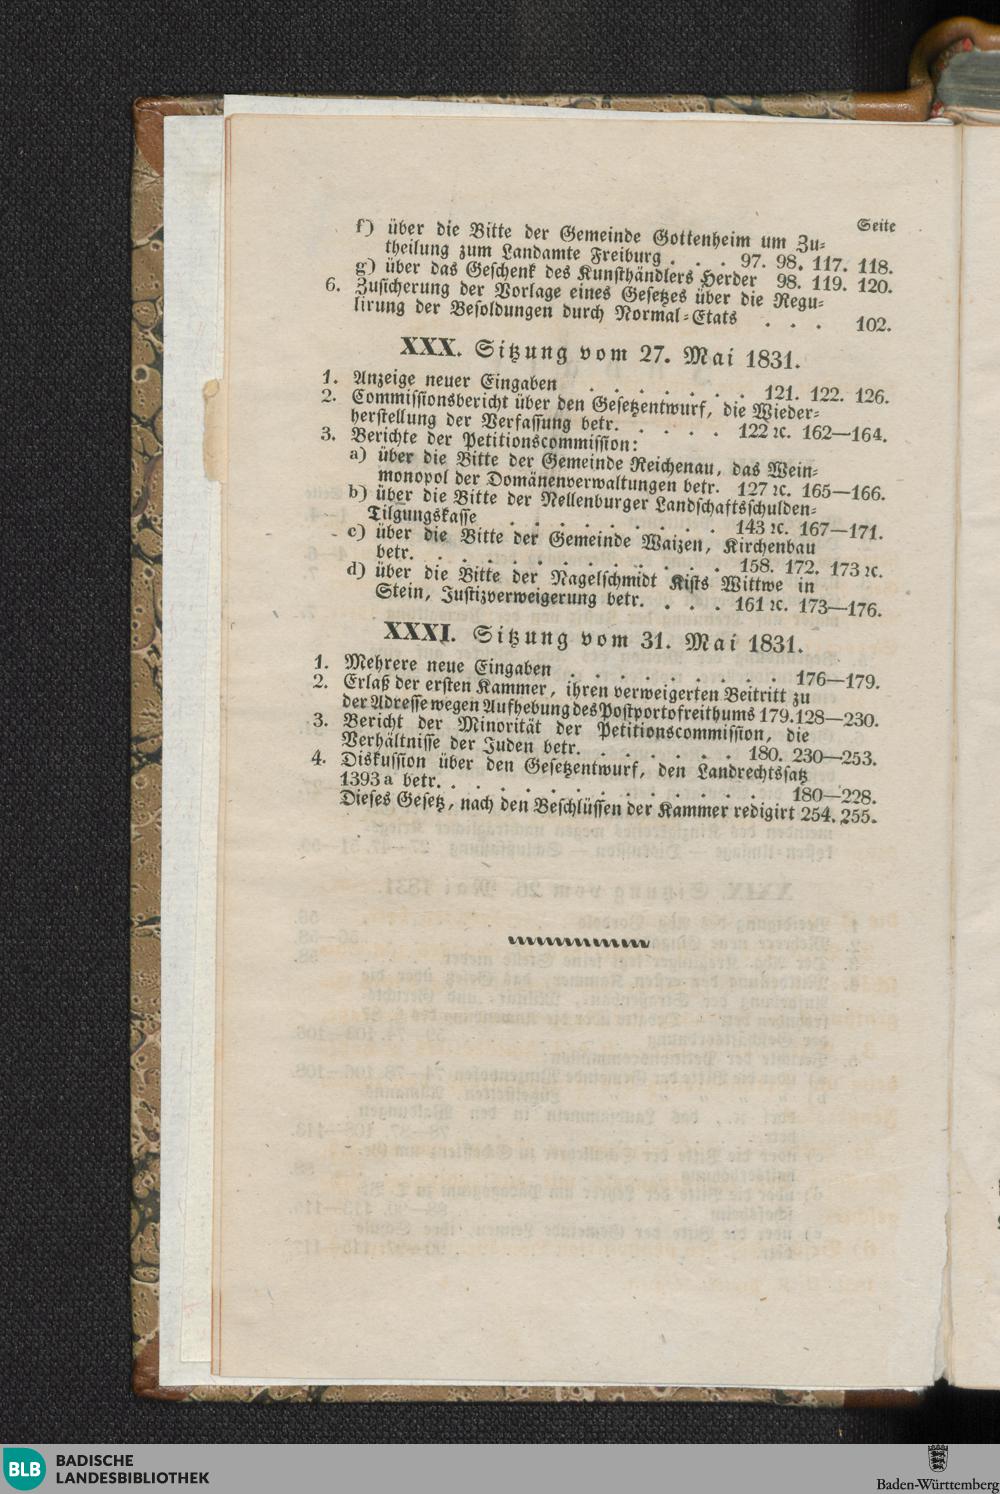 Seite
f) über die Bitte der Gemeinde Gottenheim um Zu-
theilung zum Landamte Freiburg . . . 97. 98. 117. 118.
g) über das Geschenk des Kunsthändlers Herder 98. 119. 120.
6. Zusicherung der Vorlage eines Gesetzes über die Regu-
lirung der Besoldungen durch Normal-Etats . . . 102.
XXX. Sitzung vom 27. Mai 1831.
1. Anzeige neuer Eingaben . . . . . . . 121. 122. 126.
2. Commissionsbericht über den Gesetzentwurf, die Wieder-
herstellung der Verfassung betr. . . . . . 122 ꝛc. 162—164.
3. Berichte der Petitionscommission:
a) über die Bitte der Gemeinde Reichenau, das Wein-
monopol der Domänenverwaltungen betr. 127 ꝛc. 165—166.
b) über die Bitte der Nellenburger Landschaftsschulden-
Tilgungskasse . . . . . . . . . 143 ꝛc. 167—171.
c) über die Bitte der Gemeinde Waizen, Kirchenbau
betr. . . . . . . . . . . . . . 158. 172. 173 ꝛc.
d) über die Bitte der Nagelschmidt Kists Wittwe in
Stein, Justizverweigerung betr. . . . . 161 ꝛc. 173—176.
XXXI. Sitzung vom 31. Mai 1831.
1. Mehrere neue Eingaben . . . . . . . . . 176—179.
2. Erlaß der ersten Kammer, ihren verweigerten Beitritt zu
der Adresse wegen Aufhebung des Postportofreithums 179. 128—230.
3. Bericht der Minorität der Petitionscommission, die
Verhältnisse der Juden betr. . . . . . . . 180. 230—253.
4. Diskussion über den Gesetzentwurf, den Landrechtssatz
1393 a betr. . . . . . . . . . . . . 180—228.
Dieses Gesetz, nach den Beschlüssen der Kammer redigirt 254. 255.
BLB BADISCHE
LANDESBIBLIOTHEK
Baden-Württemberg